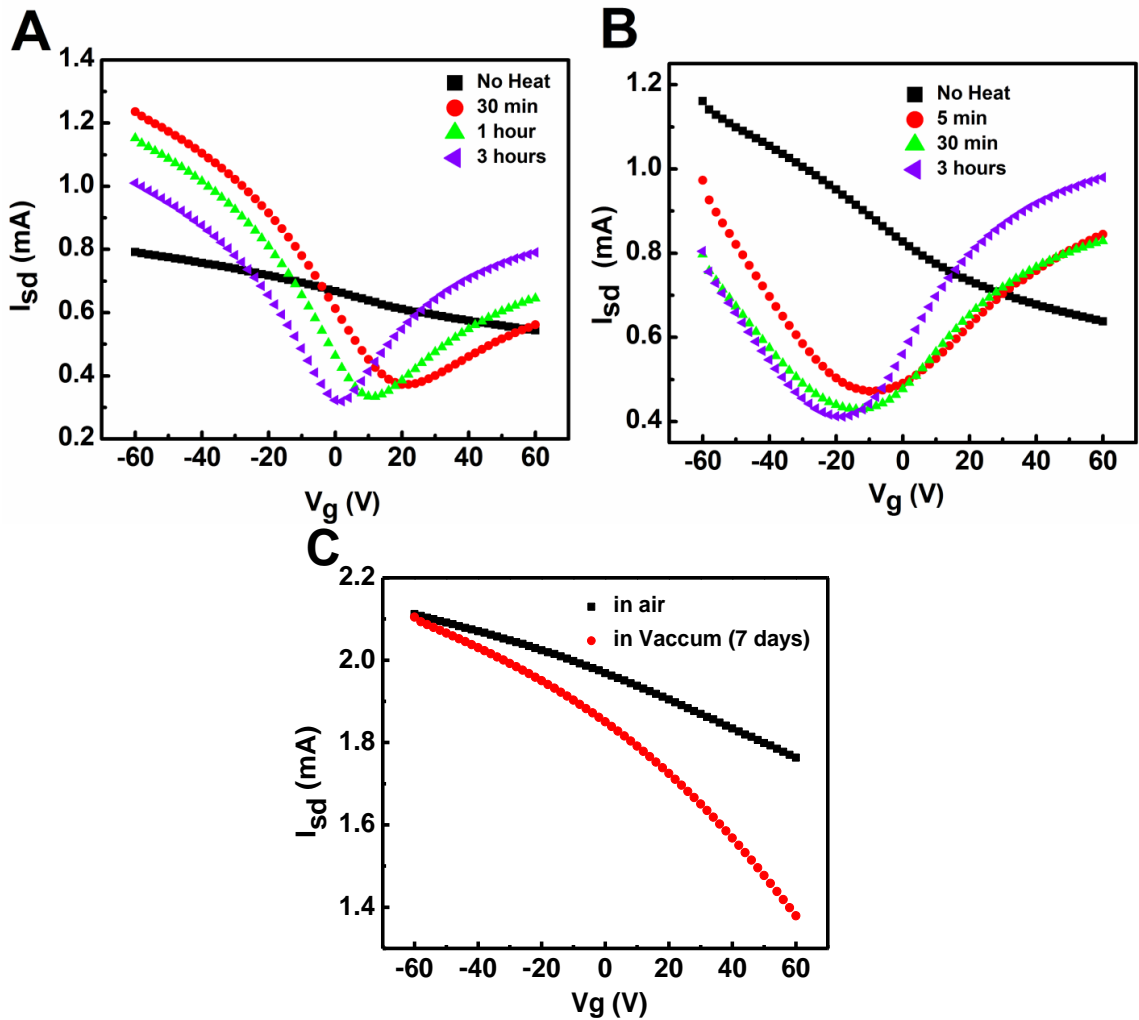 A
1.4
1.2
1.0
0.8
0.6
0.4
0.2
Isd (mA)
-60 -40 -20 0 20 40 60
Vg (V)
No Heat
30 min
1 hour
3 hours
B
1.2
1.0
0.8
0.6
0.4
Isd (mA)
-60 -40 -20 0 20 40 60
Vg (V)
No Heat
5 min
30 min
3 hours
C
2.2
2.0
1.8
1.6
1.4
Isd (mA)
-60 -40 -20 0 20 40 60
Vg (V)
in air
in Vaccum (7 days)